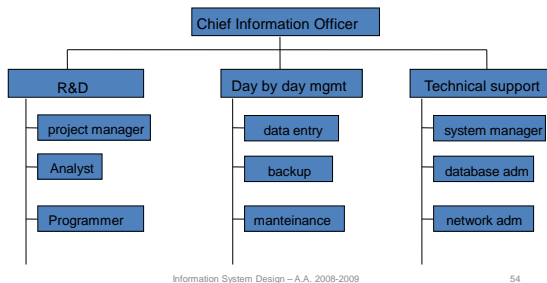 Chief Information Officer
R&D
Day by day mgmt
Technical support
project manager
data entry
system manager
Analyst
backup
database adm
Programmer
manteinance
network adm
Information System Design – A.A. 2008-2009
54